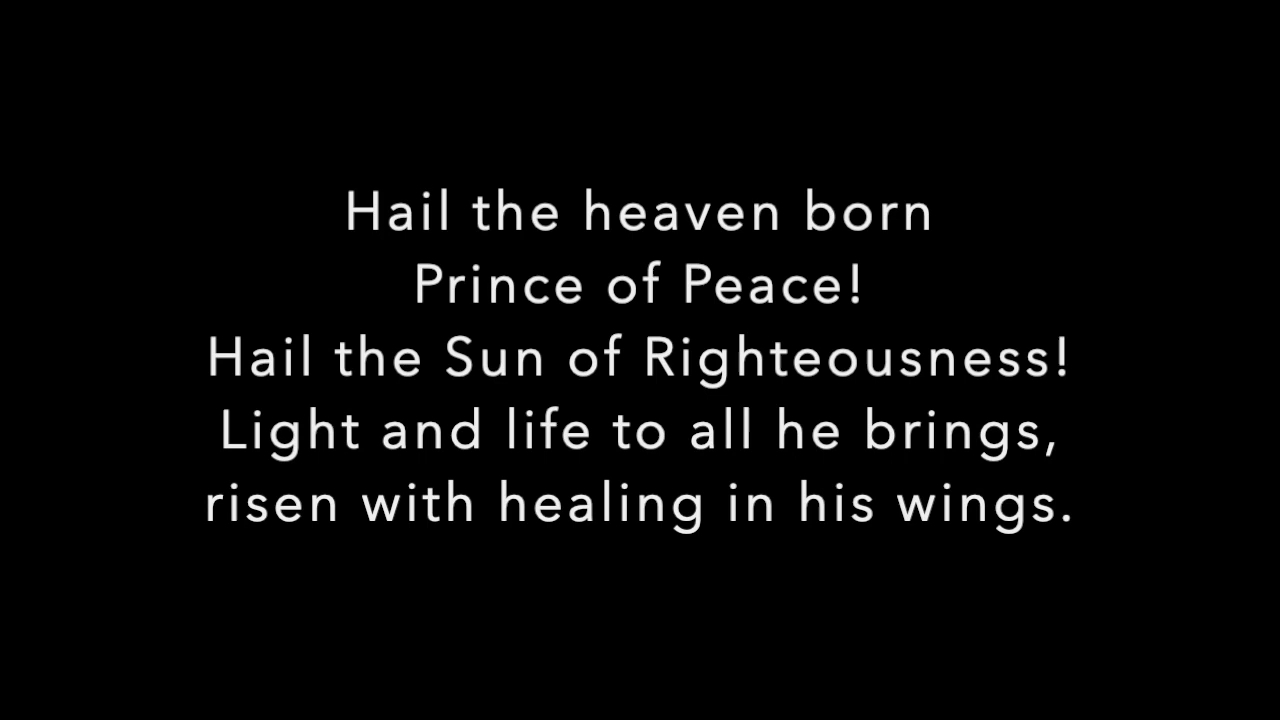 Hail the heaven born
Prince of Peace!
Hail the Sun of Righteousness!
Light and life to all he brings,
risen with healing in his wings.